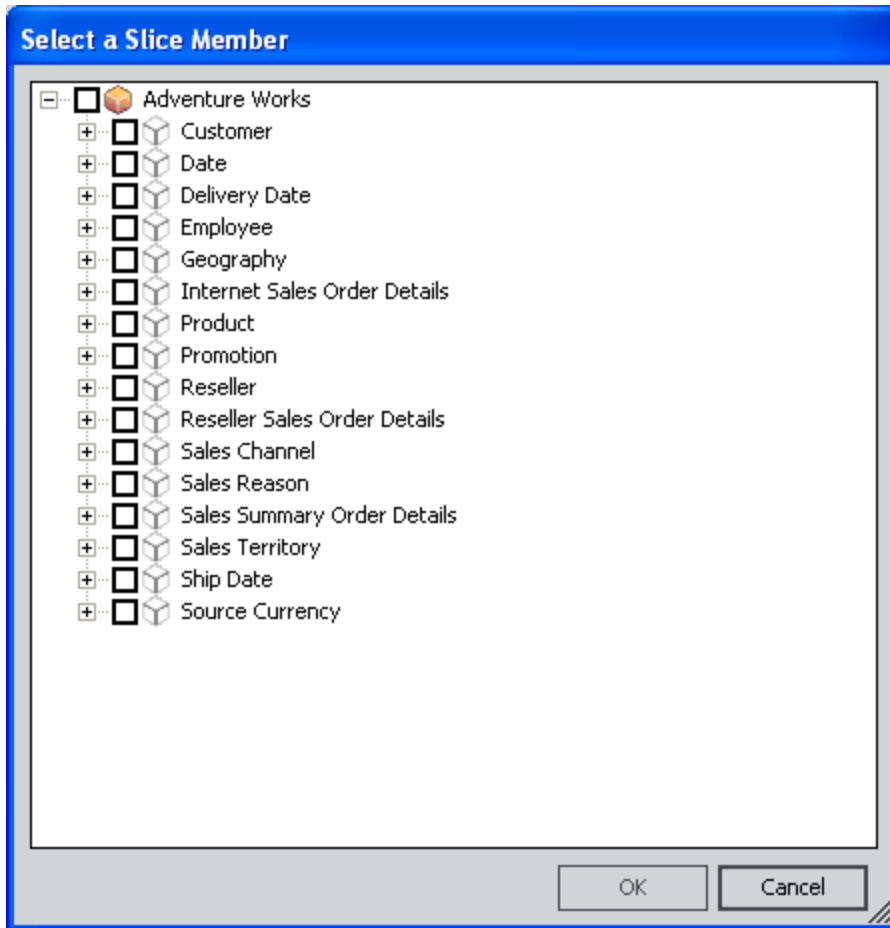 Select a Slice Member
Adventure Works
Customer
Date
Delivery Date
Employee
Geography
Internet Sales Order Details
Product
Promotion
Reseller
Reseller Sales Order Details
Sales Channel
Sales Reason
Sales Summary Order Details
Sales Territory
Ship Date
Source Currency
OK Cancel